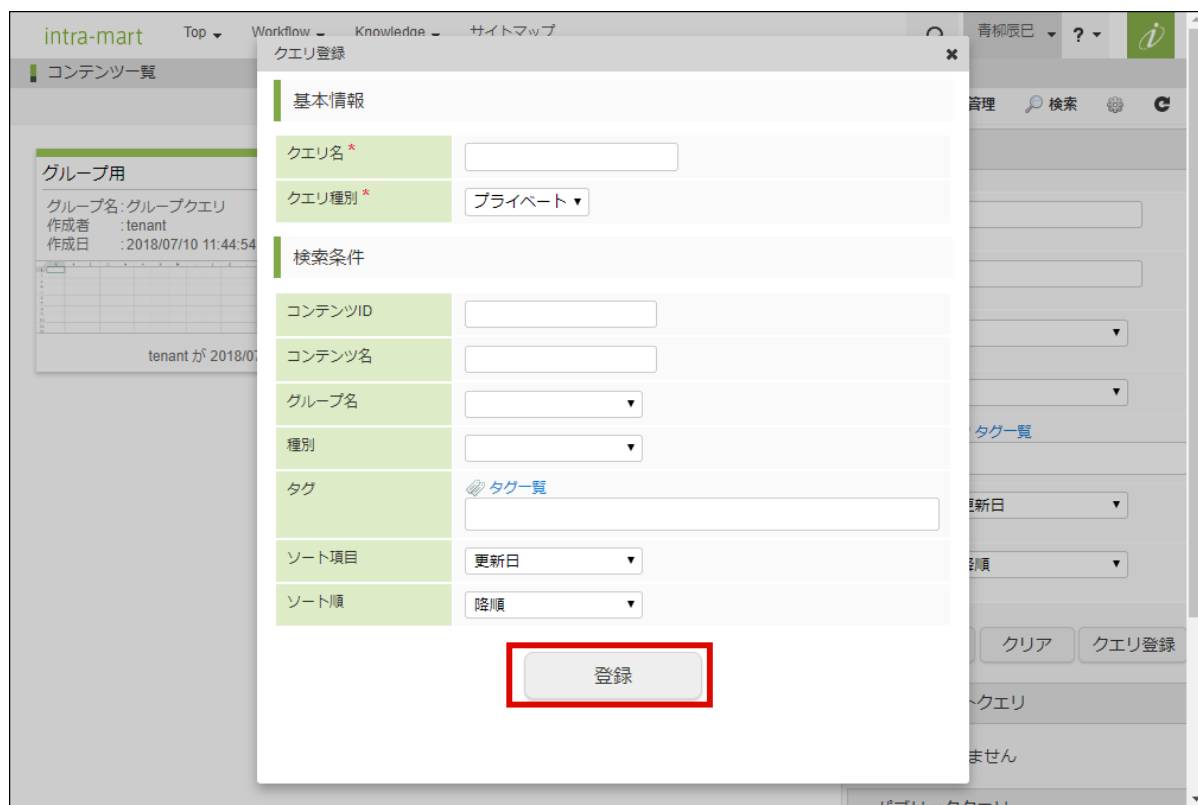 intra-mart Top Workflow Knowledge サイトマップ 青柳辰巳 ?
コンテンツ一覧
管理 検索
グループ用
グループ名:グループクエリ
作成者 :tenant
作成日 :2018/07/10 11:44:54
tenant が 2018/07
クエリ登録
基本情報
クエリ名*
クエリ種別* プライベート
検索条件
コンテンツID
コンテンツ名
グループ名
種別
タグ タグ一覧
ソート項目 更新日
ソート順 降順
登録
タグ一覧
更新日
降順
クリア クエリ登録
トクエリ
ません